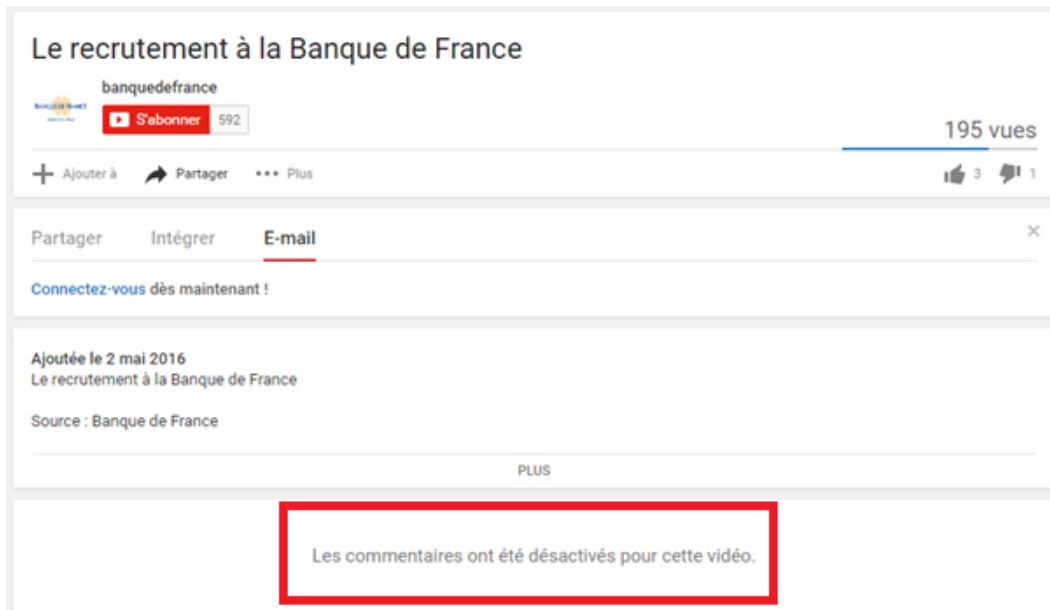 Le recrutement à la Banque de France
banquedefrance
S'abonner 592
195 vues
Ajouter à Partager Plus 3 1
Partager Intégrer E-mail
Connectez-vous dès maintenant !
Ajoutée le 2 mai 2016
Le recrutement à la Banque de France
Source : Banque de France
PLUS
Les commentaires ont été désactivés pour cette vidéo.